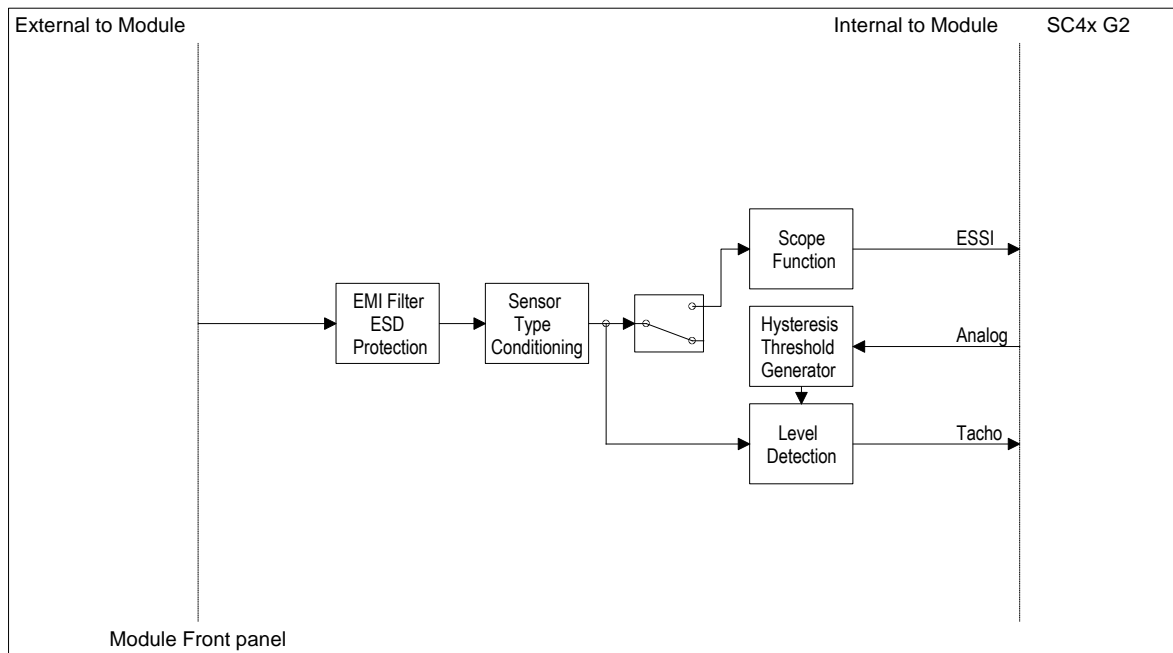 External to Module
Internal to Module
SC4x G2
Scope
Function
ESSI
EMI Filter
ESD
Protection
Sensor
Type
Conditioning
Hysteresis
Threshold
Generator
Analog
Level
Detection
Tacho
Module Front panel